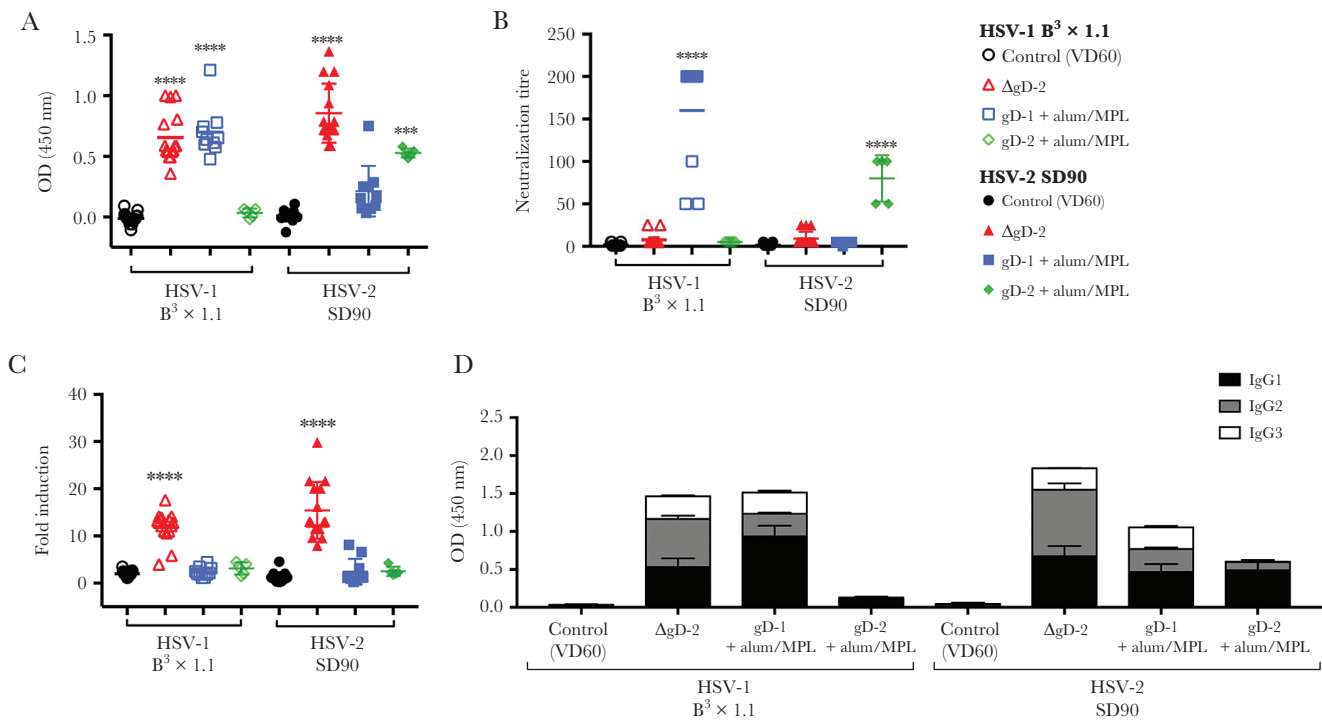 A
OD (450 nm)
1.5
1.0
0.5
0.0
****
****
****
***
HSV-1
B³ × 1.1
HSV-2
SD90
B
Neutralization titre
250
200
150
100
50
0
****
****
HSV-1
B³ × 1.1
HSV-2
SD90
HSV-1 B³ × 1.1
Control (VD60)
ΔgD-2
gD-1 + alum/MPL
gD-2 + alum/MPL
HSV-2 SD90
Control (VD60)
ΔgD-2
gD-1 + alum/MPL
gD-2 + alum/MPL
C
Fold induction
40
30
20
10
0
****
****
HSV-1
B³ × 1.1
HSV-2
SD90
D
IgG1
IgG2
IgG3
OD (450 nm)
2.5
2.0
1.5
1.0
0.5
0.0
Control
(VD60)
ΔgD-2
gD-1
+ alum/MPL
gD-2
+ alum/MPL
Control
(VD60)
ΔgD-2
gD-1
+ alum/MPL
gD-2
+ alum/MPL
HSV-1
B³ × 1.1
HSV-2
SD90